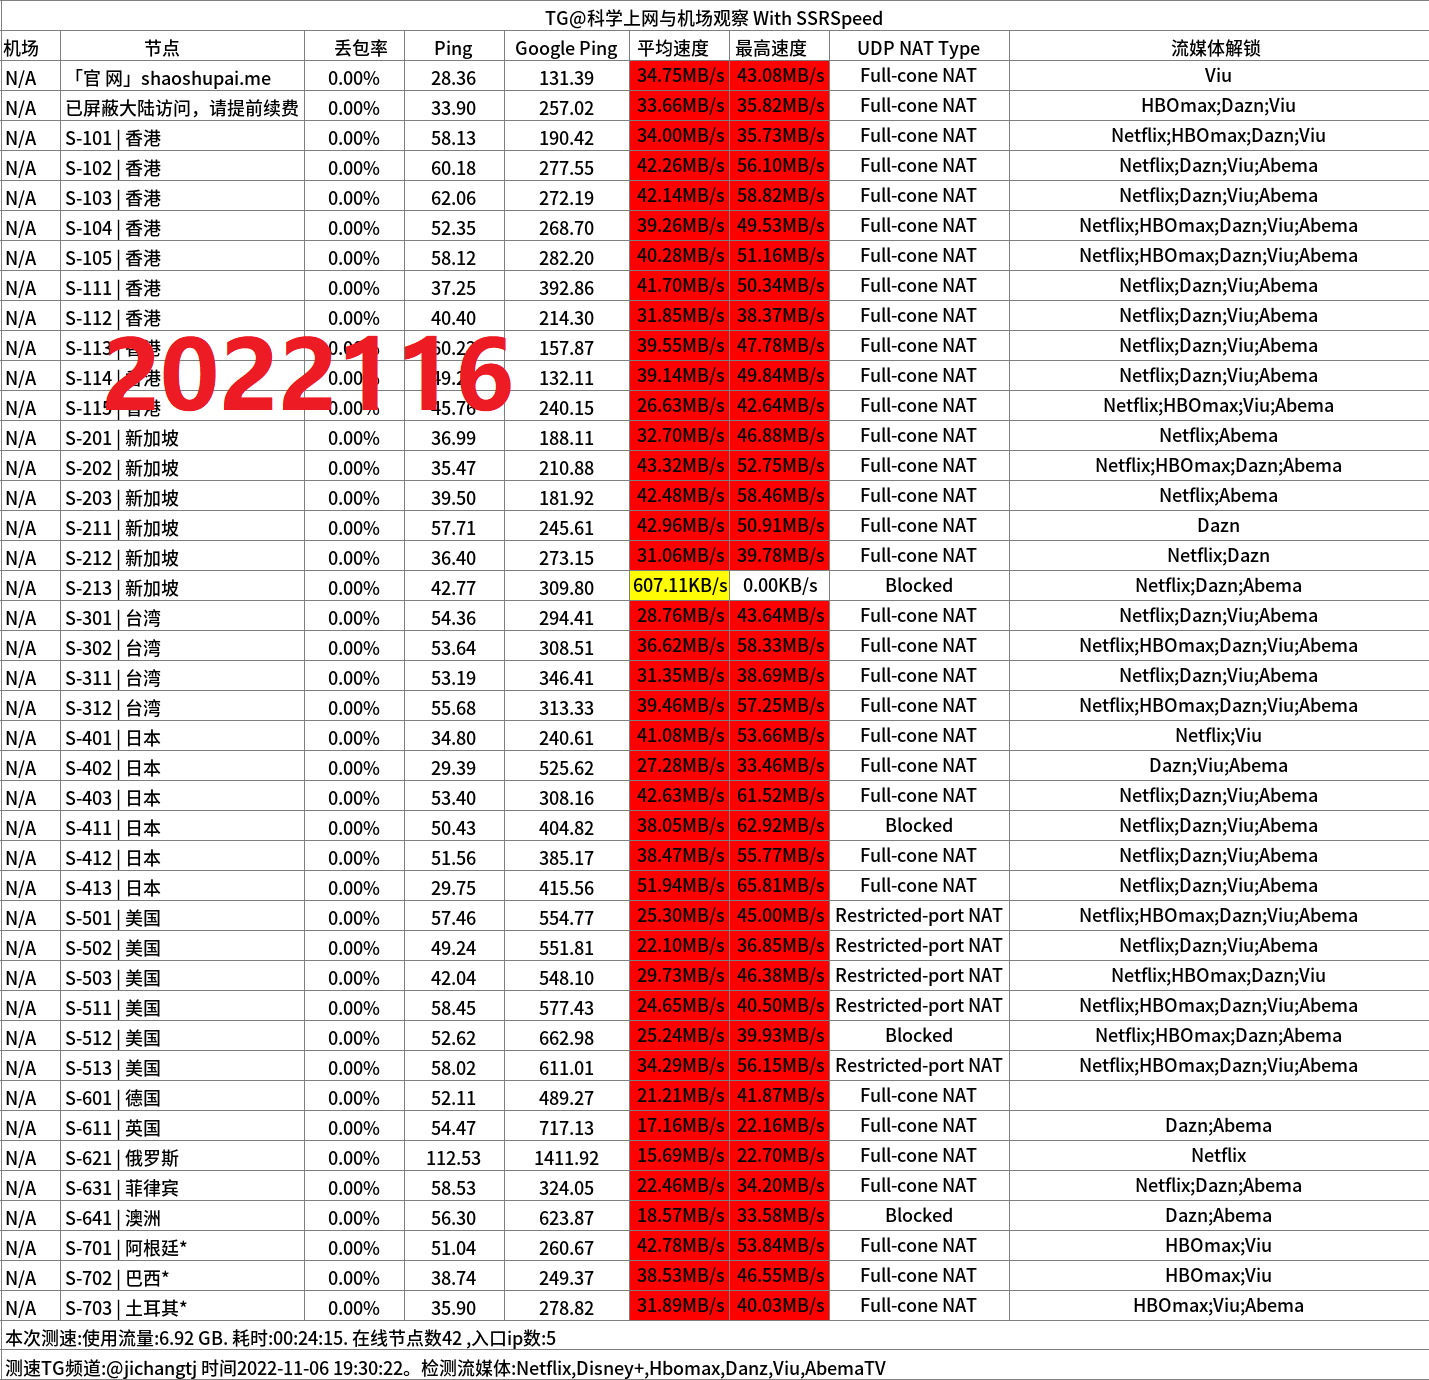 TG@科学上网与机场观察 With SSRSpeed
机场 节点 丢包率 Ping Google Ping 平均速度 最高速度 UDP NAT Type 流媒体解锁
N/A 「官 网」shaoshupai.me 0.00% 28.36 131.39 34.75MB/s 43.08MB/s Full-cone NAT Viu
N/A 已屏蔽大陆访问，请提前续费 0.00% 33.90 257.02 33.66MB/s 35.82MB/s Full-cone NAT HBOmax;Dazn;Viu
N/A S-101 | 香港 0.00% 58.13 190.42 34.00MB/s 35.73MB/s Full-cone NAT Netflix;HBOmax;Dazn;Viu
N/A S-102 | 香港 0.00% 60.18 277.55 42.26MB/s 56.10MB/s Full-cone NAT Netflix;Dazn;Viu;Abema
N/A S-103 | 香港 0.00% 62.06 272.19 42.14MB/s 58.82MB/s Full-cone NAT Netflix;Dazn;Viu;Abema
N/A S-104 | 香港 0.00% 52.35 268.70 39.26MB/s 49.53MB/s Full-cone NAT Netflix;HBOmax;Dazn;Viu;Abema
N/A S-105 | 香港 0.00% 58.12 282.20 40.28MB/s 51.16MB/s Full-cone NAT Netflix;HBOmax;Dazn;Viu;Abema
N/A S-111 | 香港 0.00% 37.25 392.86 41.70MB/s 50.34MB/s Full-cone NAT Netflix;Dazn;Viu;Abema
N/A S-112 | 香港 0.00% 40.40 214.30 31.85MB/s 38.37MB/s Full-cone NAT Netflix;Dazn;Viu;Abema
N/A S-113 香港 0.00% 157.87 39.55MB/s 47.78MB/s Full-cone NAT Netflix;Dazn;Viu;Abema
2022116
N/A S-114 香港 0.00% 132.11 39.14MB/s 49.84MB/s Full-cone NAT Netflix;Dazn;Viu;Abema
N/A S-115 香港 0.00% 45.76 240.15 26.63MB/s 42.64MB/s Full-cone NAT Netflix;HBOmax;Viu;Abema
N/A S-201 | 新加坡 0.00% 36.99 188.11 32.70MB/s 46.88MB/s Full-cone NAT Netflix;Abema
N/A S-202 | 新加坡 0.00% 35.47 210.88 43.32MB/s 52.75MB/s Full-cone NAT Netflix;HBOmax;Dazn;Abema
N/A S-203 | 新加坡 0.00% 39.50 181.92 42.48MB/s 58.46MB/s Full-cone NAT Netflix;Abema
N/A S-211 | 新加坡 0.00% 57.71 245.61 42.96MB/s 50.91MB/s Full-cone NAT Dazn
N/A S-212 | 新加坡 0.00% 36.40 273.15 31.06MB/s 39.78MB/s Full-cone NAT Netflix;Dazn
N/A S-213 | 新加坡 0.00% 42.77 309.80 607.11KB/s 0.00KB/s Blocked Netflix;Dazn;Abema
N/A S-301 | 台湾 0.00% 54.36 294.41 28.76MB/s 43.64MB/s Full-cone NAT Netflix;Dazn;Viu;Abema
N/A S-302 | 台湾 0.00% 53.64 308.51 36.62MB/s 58.33MB/s Full-cone NAT Netflix;HBOmax;Dazn;Viu;Abema
N/A S-311 | 台湾 0.00% 53.19 346.41 31.35MB/s 38.69MB/s Full-cone NAT Netflix;Dazn;Viu;Abema
N/A S-312 | 台湾 0.00% 55.68 313.33 39.46MB/s 57.25MB/s Full-cone NAT Netflix;HBOmax;Dazn;Viu;Abema
N/A S-401 | 日本 0.00% 34.80 240.61 41.08MB/s 53.66MB/s Full-cone NAT Netflix;Viu
N/A S-402 | 日本 0.00% 29.39 525.62 27.28MB/s 33.46MB/s Full-cone NAT Dazn;Viu;Abema
N/A S-403 | 日本 0.00% 53.40 308.16 42.63MB/s 61.52MB/s Full-cone NAT Netflix;Dazn;Viu;Abema
N/A S-411 | 日本 0.00% 50.43 404.82 38.05MB/s 62.92MB/s Blocked Netflix;Dazn;Viu;Abema
N/A S-412 | 日本 0.00% 51.56 385.17 38.47MB/s 55.77MB/s Full-cone NAT Netflix;Dazn;Viu;Abema
N/A S-413 | 日本 0.00% 29.75 415.56 51.94MB/s 65.81MB/s Full-cone NAT Netflix;Dazn;Viu;Abema
N/A S-501 | 美国 0.00% 57.46 554.77 25.30MB/s 45.00MB/s Restricted-port NAT Netflix;HBOmax;Dazn;Viu;Abema
N/A S-502 | 美国 0.00% 49.24 551.81 22.10MB/s 36.85MB/s Restricted-port NAT Netflix;Dazn;Viu;Abema
N/A S-503 | 美国 0.00% 42.04 548.10 29.73MB/s 46.38MB/s Restricted-port NAT Netflix;HBOmax;Dazn;Viu
N/A S-511 | 美国 0.00% 58.45 577.43 24.65MB/s 40.50MB/s Restricted-port NAT Netflix;HBOmax;Dazn;Viu;Abema
N/A S-512 | 美国 0.00% 52.62 662.98 25.24MB/s 39.93MB/s Blocked Netflix;HBOmax;Dazn;Abema
N/A S-513 | 美国 0.00% 58.02 611.01 34.29MB/s 56.15MB/s Restricted-port NAT Netflix;HBOmax;Dazn;Viu;Abema
N/A S-601 | 德国 0.00% 52.11 489.27 21.21MB/s 41.87MB/s Full-cone NAT
N/A S-611 | 英国 0.00% 54.47 717.13 17.16MB/s 22.16MB/s Full-cone NAT Dazn;Abema
N/A S-621 | 俄罗斯 0.00% 112.53 1411.92 15.69MB/s 22.70MB/s Full-cone NAT Netflix
N/A S-631 | 菲律宾 0.00% 58.53 324.05 22.46MB/s 34.20MB/s Full-cone NAT Netflix;Dazn;Abema
N/A S-641 | 澳洲 0.00% 56.30 623.87 18.57MB/s 33.58MB/s Blocked Dazn;Abema
N/A S-701 | 阿根廷* 0.00% 51.04 260.67 42.78MB/s 53.84MB/s Full-cone NAT HBOmax;Viu
N/A S-702 | 巴西* 0.00% 38.74 249.37 38.53MB/s 46.55MB/s Full-cone NAT HBOmax;Viu
N/A S-703 | 土耳其* 0.00% 35.90 278.82 31.89MB/s 40.03MB/s Full-cone NAT HBOmax;Viu;Abema
本次测速:使用流量:6.92 GB. 耗时:00:24:15. 在线节点数42 ,入口ip数:5
测速TG频道:@jichangtj 时间2022-11-06 19:30:22。检测流媒体:Netflix,Disney+,Hbomax,Danz,Viu,AbemaTV